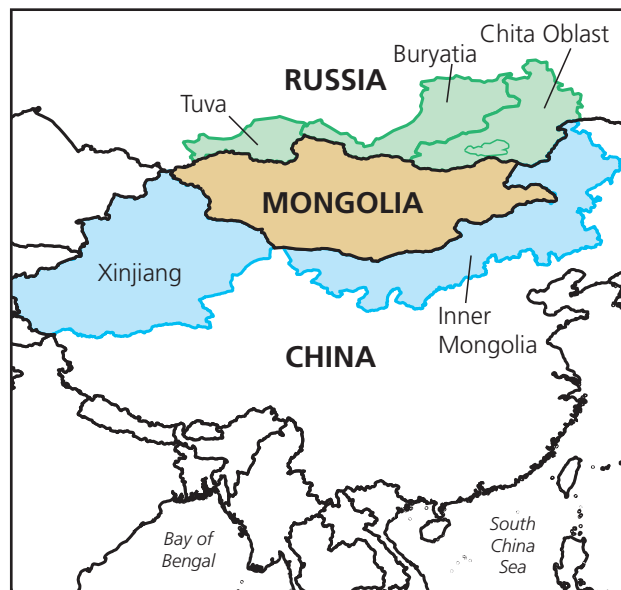 Chita Oblast
Buryatia
RUSSIA
Tuva
MONGOLIA
Xinjiang
Inner
Mongolia
CHINA
Bay of
Bengal
South
China
Sea